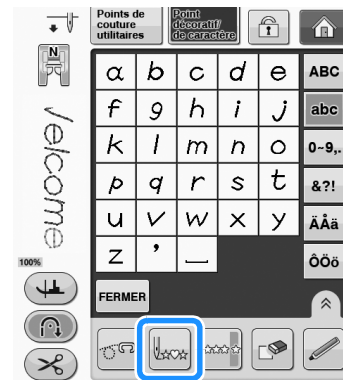 Points de
couture
utilitaires
Point
décoratif/
de caractère
N
a b c d e
f g h i j
k l m n o
p q r s t
u v w x y
z ' _
ABC
abc
0~9,.
&?!
ÄÅä
ÔÖö
welcome
100%
FERMER